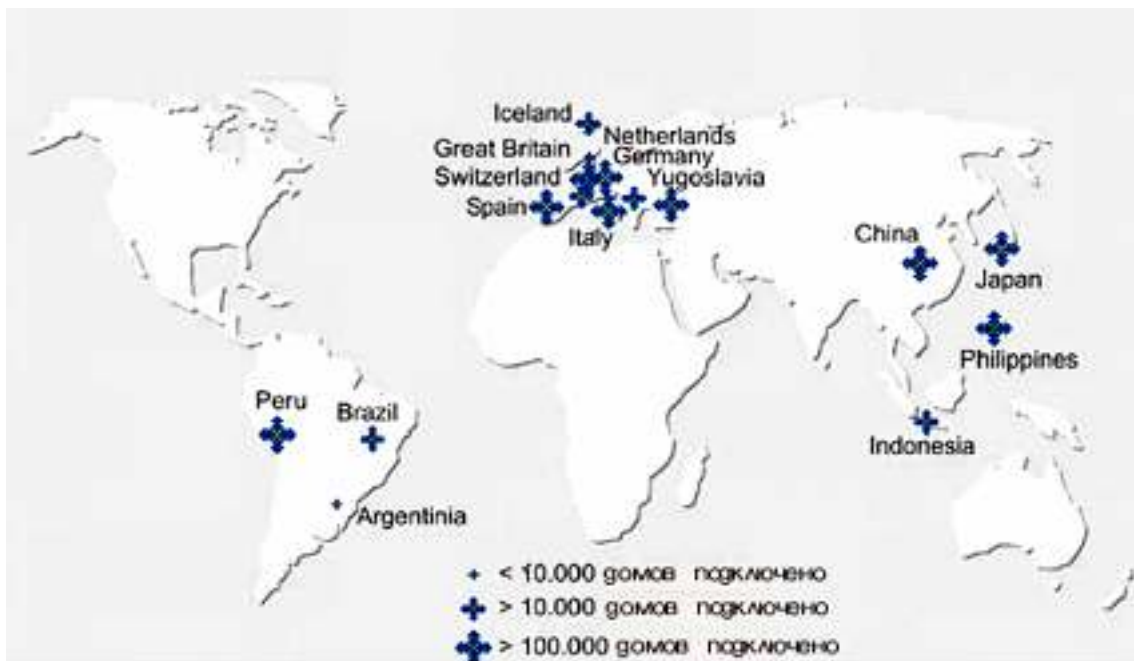 Iceland
Netherlands
Great Britain
Germany
Switzerland
Yugoslavia
Spain
Italy
China
Japan
Philippines
Peru
Brazil
Indonesia
Argentinia
< 10.000 домов подключено
> 10.000 домов подключено
> 100.000 домов подключено